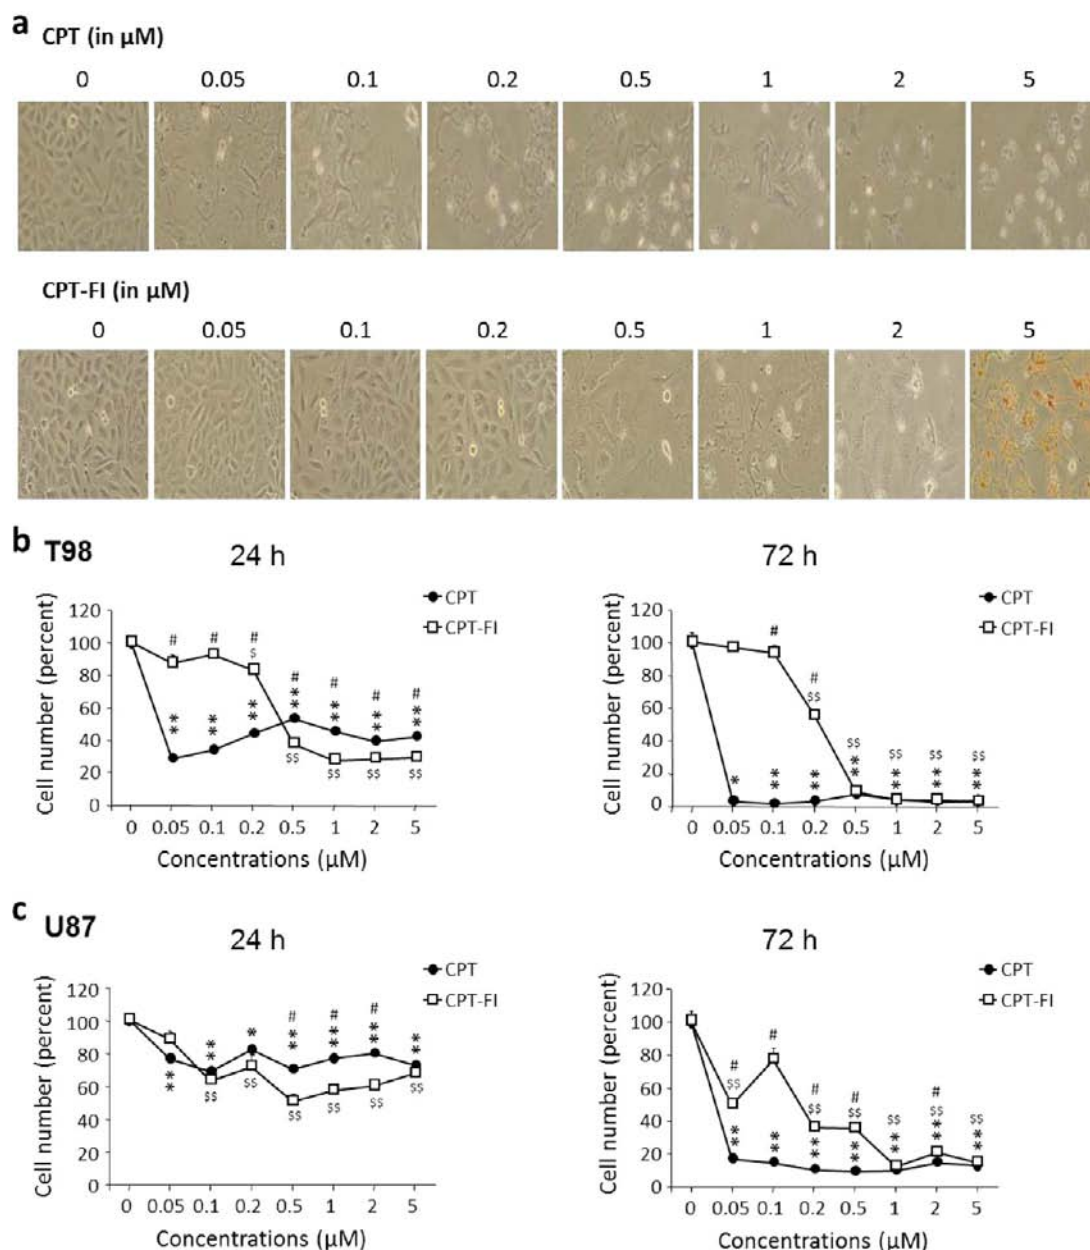 a
CPT (in µM)
0 0.05 0.1 0.2 0.5 1 2 5
CPT-FI (in µM)
0 0.05 0.1 0.2 0.5 1 2 5
b T98
24 h
CPT
CPT-FI
Cell number (percent)
120
100
80
60
40
20
0
# # #
$
# # # #
** ** ** ** ** ** **
$$ $$ $$ $$
0 0.05 0.1 0.2 0.5 1 2 5
Concentrations (µM)
72 h
CPT
CPT-FI
Cell number (percent)
120
100
80
60
40
20
0
#
#
$$
$$ $$ $$ $$
* ** ** ** ** ** **
0 0.05 0.1 0.2 0.5 1 2 5
Concentrations (µM)
c U87
24 h
CPT
CPT-FI
Cell number (percent)
120
100
80
60
40
20
0
# # #
** ** * ** ** ** **
$$ $$ $$ $$ $$ $$
0 0.05 0.1 0.2 0.5 1 2 5
Concentrations (µM)
72 h
CPT
CPT-FI
Cell number (percent)
120
100
80
60
40
20
0
# # # # #
$$ $$ $$ $$ $$ $$
** ** ** ** ** ** **
0 0.05 0.1 0.2 0.5 1 2 5
Concentrations (µM)